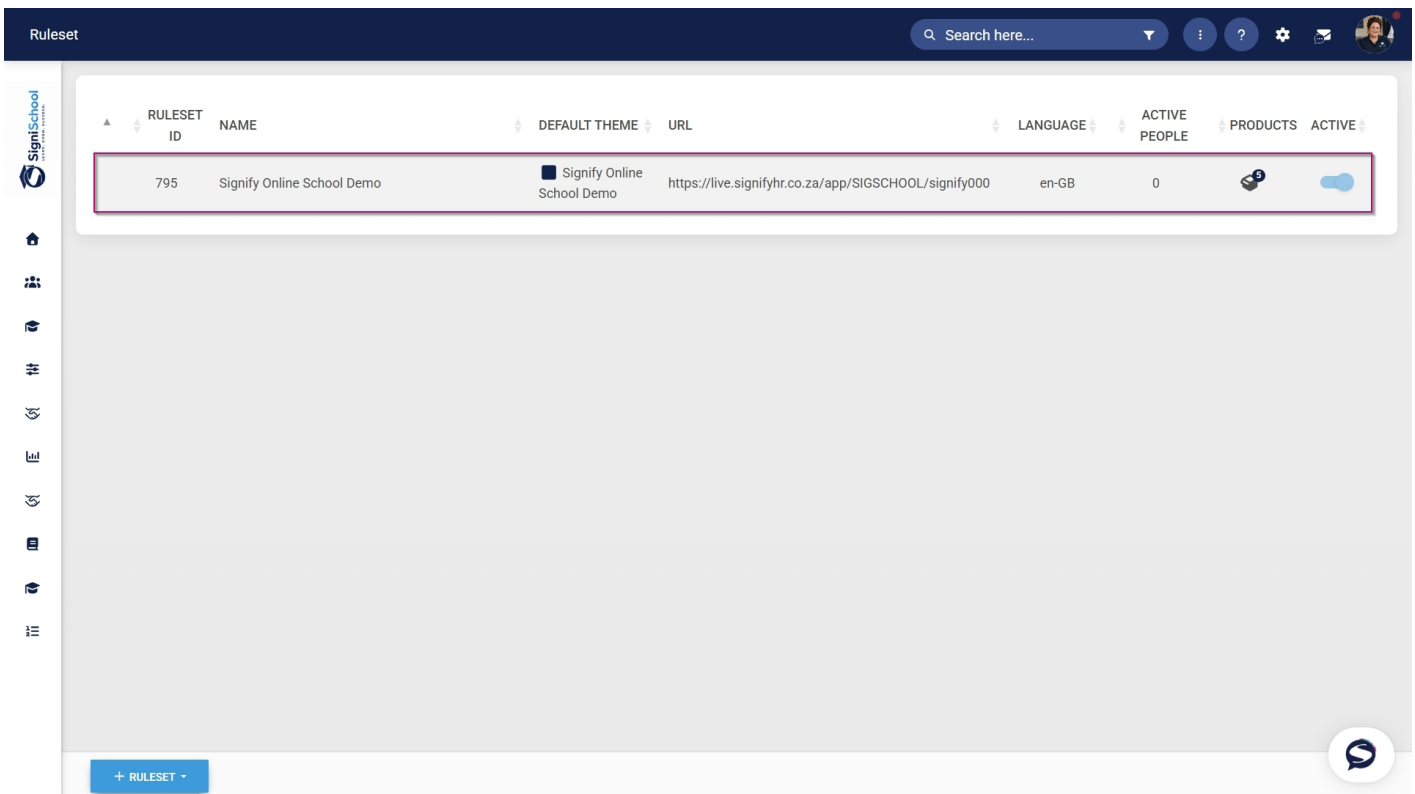 Ruleset
Search here...
?
SigniSchool
RULESET ID
NAME
DEFAULT THEME
URL
LANGUAGE
ACTIVE PEOPLE
PRODUCTS
ACTIVE
795
Signify Online School Demo
Signify Online
School Demo
https://live.signifyhr.co.za/app/SIGSCHOOL/signify000
en-GB
0
5
+ RULESET